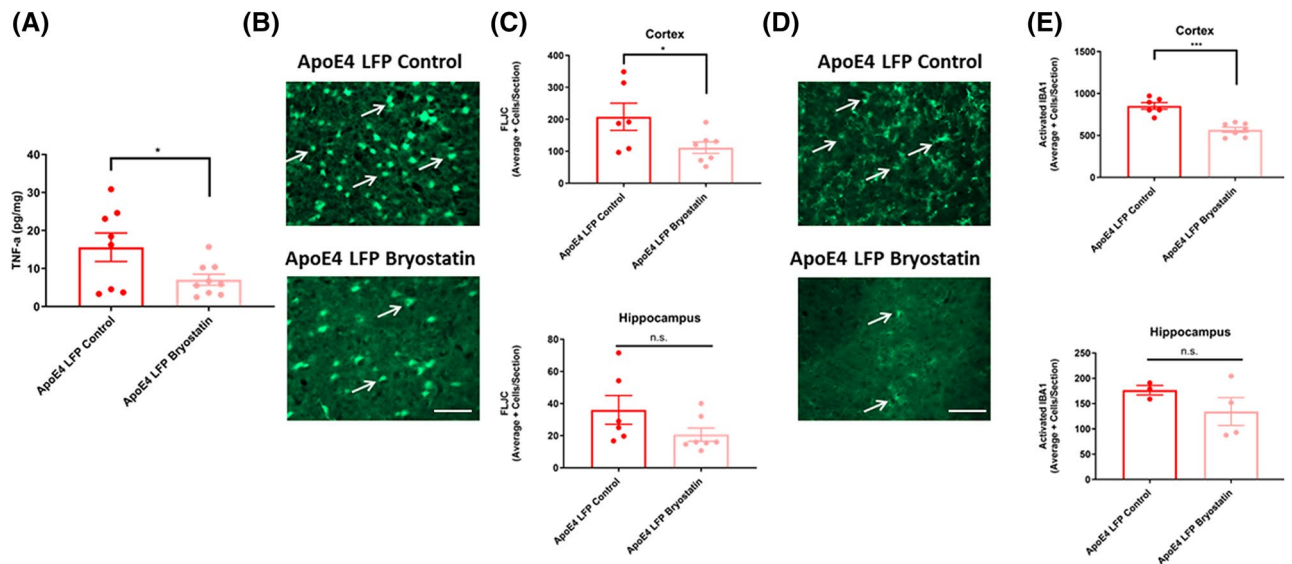 (A)
TNF-a (pg/mg)
40
30
20
10
0
*
ApoE4 LFP Control
ApoE4 LFP Bryostatin
(B)
ApoE4 LFP Control
ApoE4 LFP Bryostatin
(C)
Cortex
FLJC
(Average + Cells/Section)
400
300
200
100
0
*
ApoE4 LFP Control
ApoE4 LFP Bryostatin
Hippocampus
FLJC
(Average + Cells/Section)
80
60
40
20
0
n.s.
ApoE4 LFP Control
ApoE4 LFP Bryostatin
(D)
ApoE4 LFP Control
ApoE4 LFP Bryostatin
(E)
Cortex
Activated IBA1
(Average + Cells/Section)
1500
1000
500
0
***
ApoE4 LFP Control
ApoE4 LFP Bryostatin
Hippocampus
Activated IBA1
(Average + Cells/Section)
250
200
150
100
50
0
n.s.
ApoE4 LFP Control
ApoE4 LFP Bryostatin